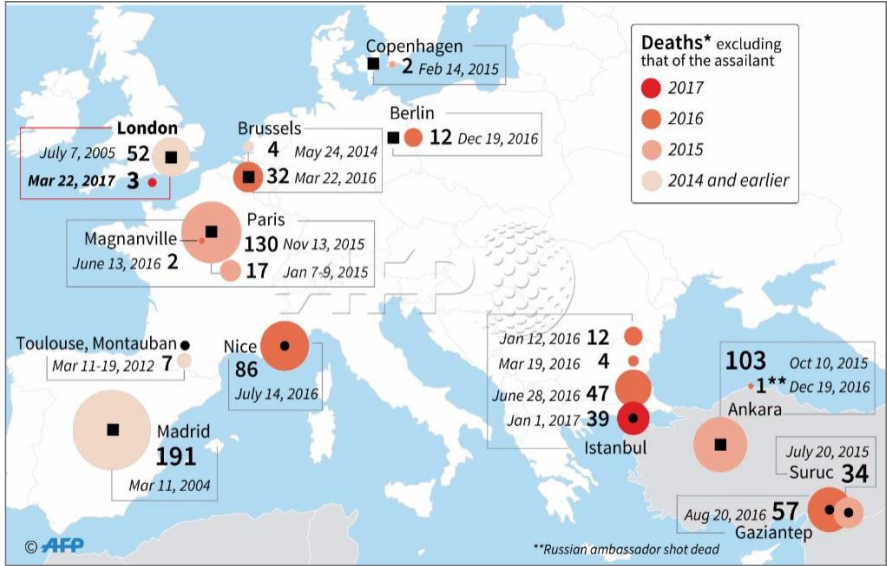 Copenhagen
2 Feb 14, 2015
Deaths* excluding
that of the assailant
2017
2016
2015
2014 and earlier
Berlin
12 Dec 19, 2016
London
July 7, 2005 52
Mar 22, 2017 3
Brussels
4 May 24, 2014
32 Mar 22, 2016
Paris
130 Nov 13, 2015
Magnanville
June 13, 2016 2
17 Jan 7-9, 2015
AFP
Toulouse, Montauban
Mar 11-19, 2012 7
Nice
86
July 14, 2016
Madrid
191
Mar 11, 2004
Jan 12, 2016 12
Mar 19, 2016 4
June 28, 2016 47
Jan 1, 2017 39
Istanbul
103 Oct 10, 2015
1** Dec 19, 2016
Ankara
July 20, 2015
Suruc 34
Aug 20, 2016 57
Gaziantep
© AFP
**Russian ambassador shot dead